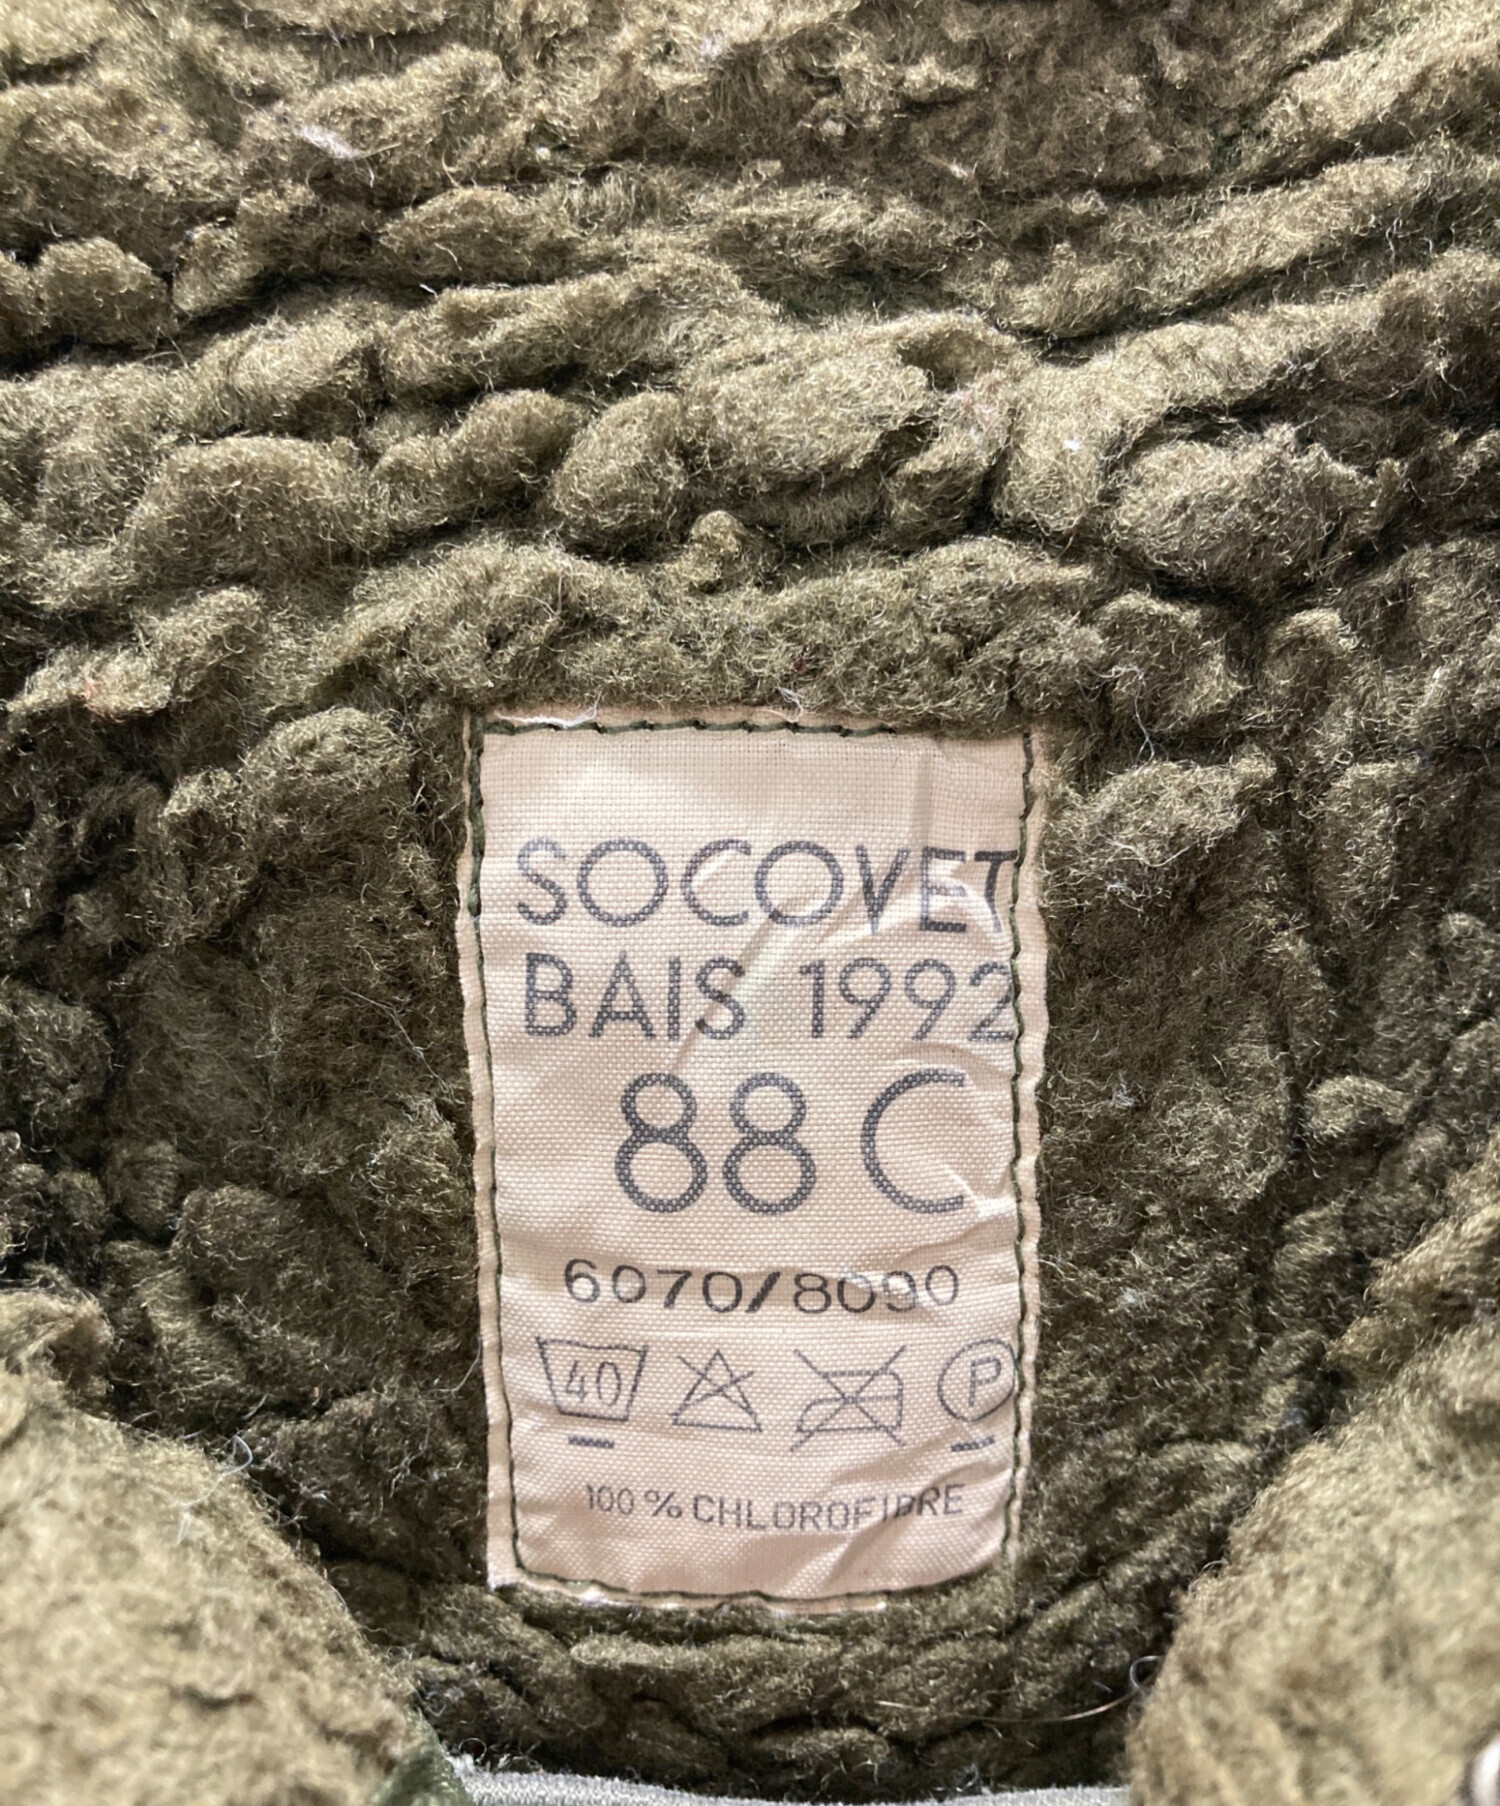 SOCOVET
BAIS 1992
88 C
6070/8090
40 P
100 % CHLOROFIBRE